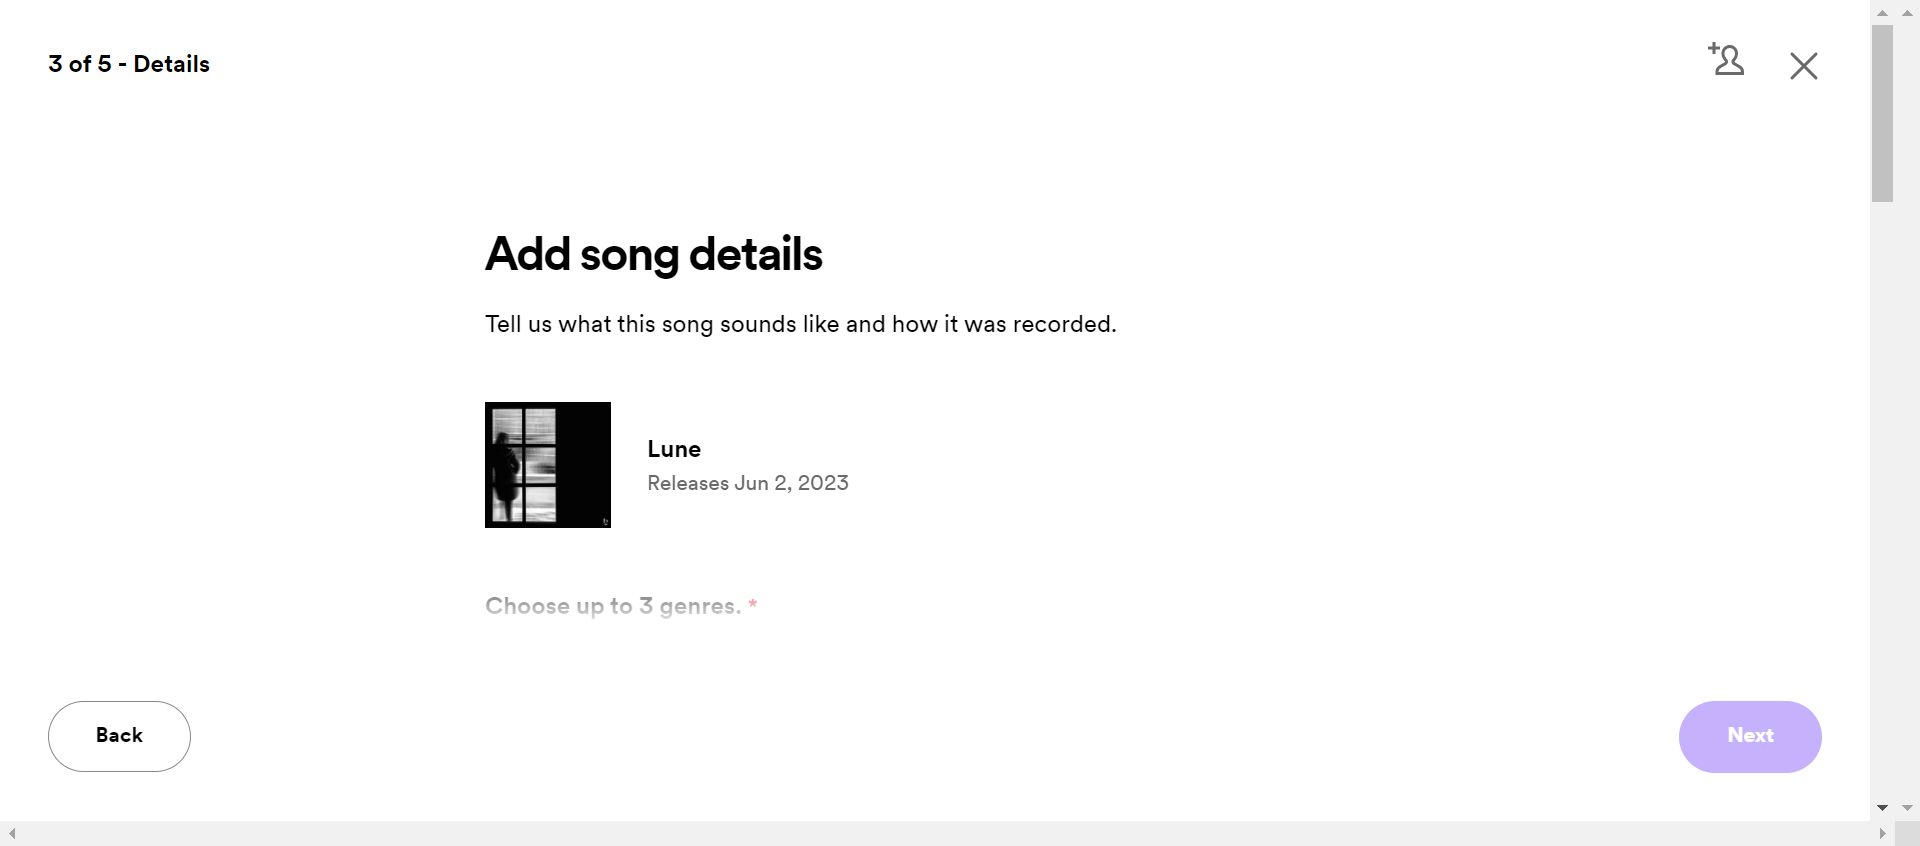 3 of 5 - Details
Add song details
Tell us what this song sounds like and how it was recorded.
Lune
Releases Jun 2, 2023
Choose up to 3 genres. *
Back
Next